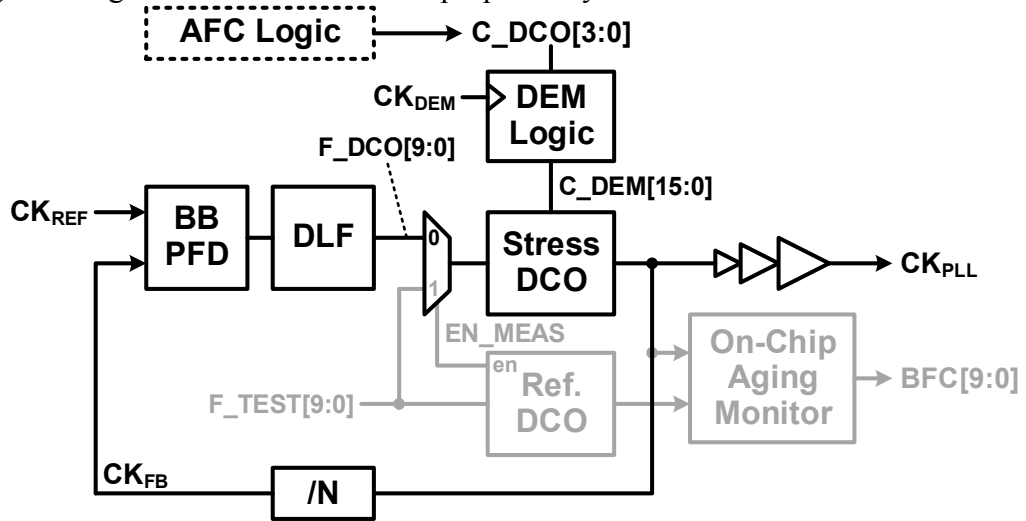 AFC Logic
C_DCO[3:0]
CK_DEM
DEM
Logic
F_DCO[9:0]
C_DEM[15:0]
CK_REF
BB
PFD
DLF
0
1
Stress
DCO
CK_PLL
EN_MEAS
en
Ref.
DCO
On-Chip
Aging
Monitor
BFC[9:0]
F_TEST[9:0]
CK_FB
/N